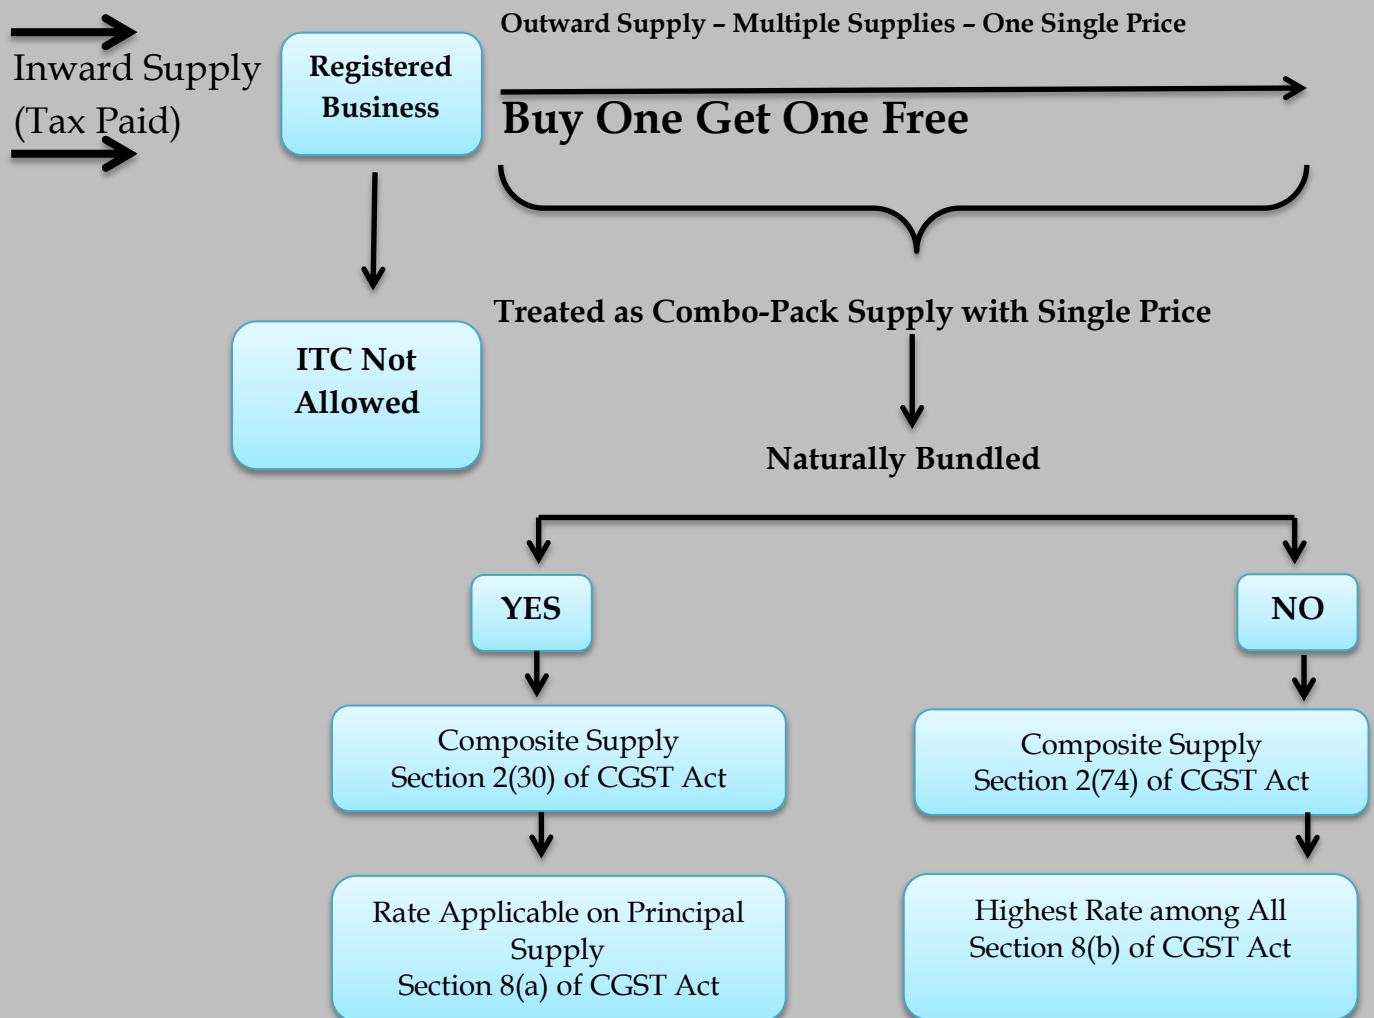 Outward Supply – Multiple Supplies – One Single Price
Inward Supply
(Tax Paid)
Registered
Business
Buy One Get One Free
ITC Not
Allowed
Treated as Combo-Pack Supply with Single Price
Naturally Bundled
YES
NO
Composite Supply
Section 2(30) of CGST Act
Composite Supply
Section 2(74) of CGST Act
Rate Applicable on Principal
Supply
Section 8(a) of CGST Act
Highest Rate among All
Section 8(b) of CGST Act